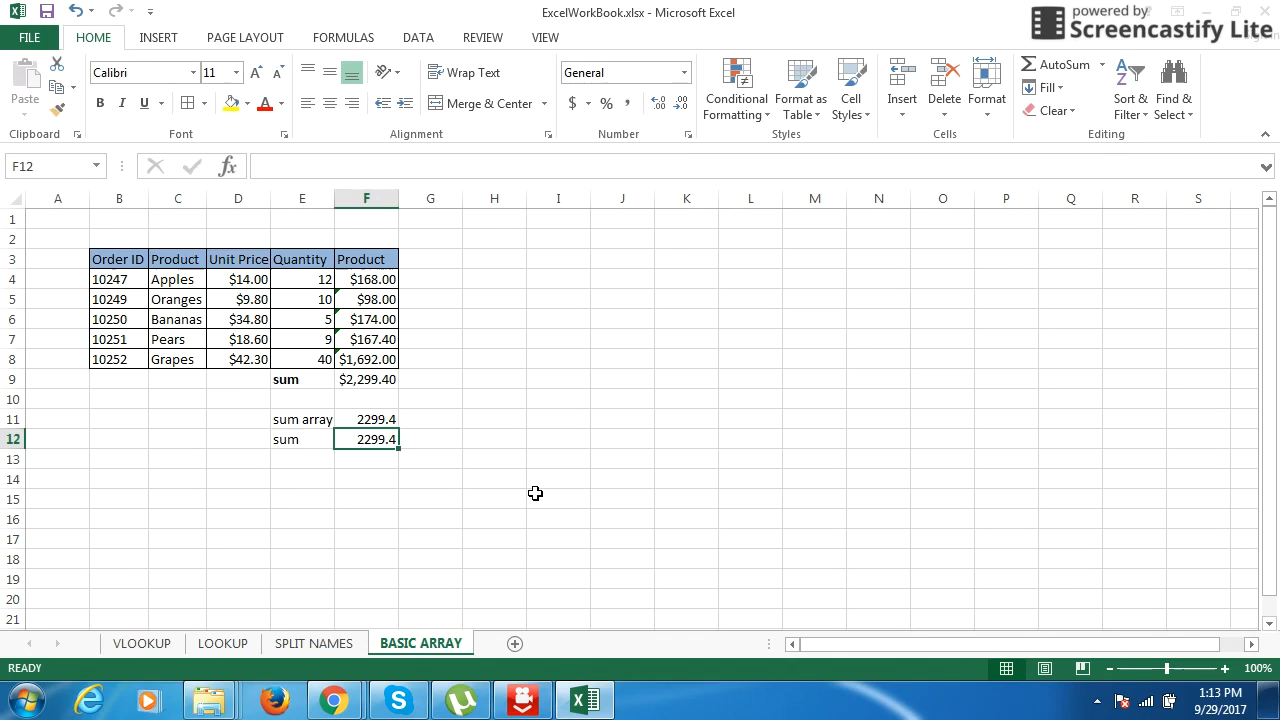 ExcelWorkBook.xlsx - Microsoft Excel
powered by
Screencastify Lite
FILE HOME INSERT PAGE LAYOUT FORMULAS DATA VIEW
Paste
Calibri 11
B I U
A A
Wrap Text
Merge & Center
General
$ % ,
Conditional Formatting
Format as Table
Cell Styles
Insert
Delete
Format
AutoSum
Fill
Clear
Sort & Filter
Find & Select
Clipboard Font Alignment Number Styles Cells Editing
F12 fx
A B C D E F G H I J K L M N O P Q R S
1
2
3 Order ID Product Unit Price Quantity Product
4 10247 Apples $14.00 12 $168.00
5 10249 Oranges $9.80 10 $98.00
6 10250 Bananas $34.80 5 $174.00
7 10251 Pears $18.60 9 $167.40
8 10252 Grapes $42.30 40 $1,692.00
9 sum $2,299.40
10
11 sum array 2299.4
12 sum 2299.4
13
14
15
16
17
18
19
20
21
VLOOKUP LOOKUP SPLIT NAMES BASIC ARRAY
READY 100%
1:13 PM
9/29/2017